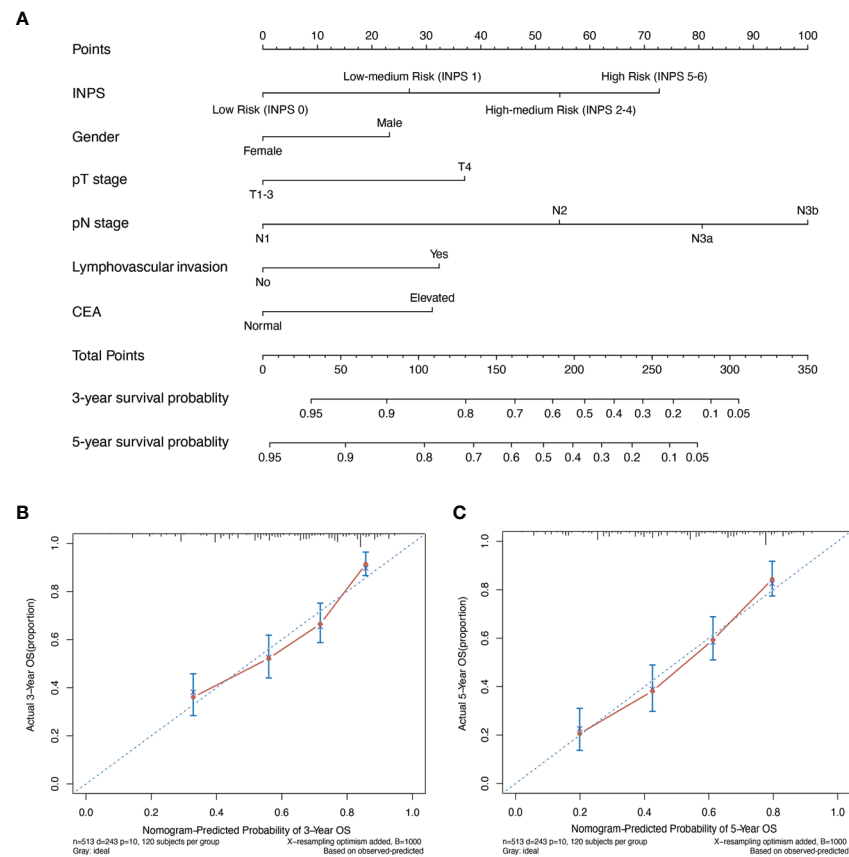 A
Points
0 10 20 30 40 50 60 70 80 90 100
Low-medium Risk (INPS 1) High Risk (INPS 5-6)
INPS
Low Risk (INPS 0) High-medium Risk (INPS 2-4)
Male
Gender
Female
T4
pT stage
T1-3
N2 N3b
pN stage
N1 N3a
Yes
Lymphovascular invasion
No
Elevated
CEA
Normal
Total Points
0 50 100 150 200 250 300 350
3-year survival probablity
0.95 0.9 0.8 0.7 0.6 0.5 0.4 0.3 0.2 0.1 0.05
5-year survival probablity
0.95 0.9 0.8 0.7 0.6 0.5 0.4 0.3 0.2 0.1 0.05
B
Actual 3-Year OS(proportion)
1.0
0.8
0.6
0.4
0.2
0.0
0.0 0.2 0.4 0.6 0.8 1.0
Nomogram-Predicted Probability of 3-Year OS
n=513 d=243 p=10, 120 subjects per group X-resampling optimism added, B=1000
Gray: ideal Based on observed-predicted
C
Actual 5-Year OS(proportion)
1.0
0.8
0.6
0.4
0.2
0.0
0.0 0.2 0.4 0.6 0.8 1.0
Nomogram-Predicted Probability of 5-Year OS
n=513 d=243 p=10, 120 subjects per group X-resampling optimism added, B=1000
Gray: ideal Based on observed-predicted